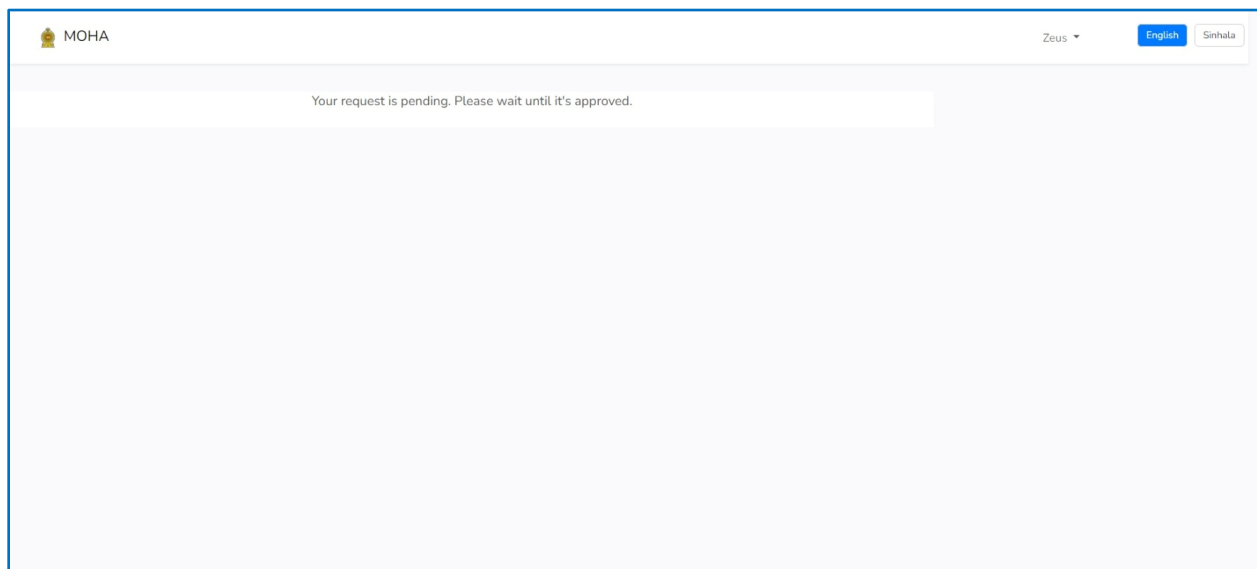 MOHA
Zeus
English
Sinhala
Your request is pending. Please wait until it's approved.